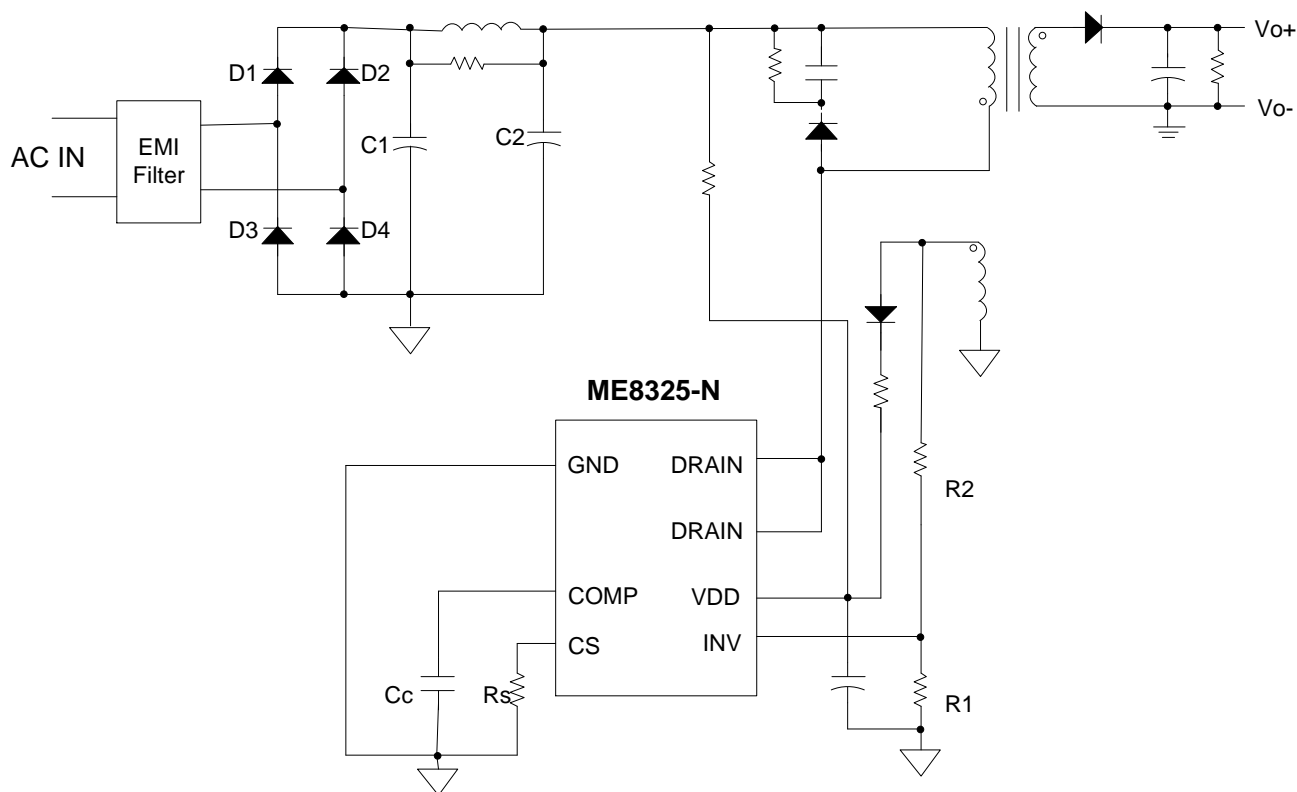 Vo+
D1
D2
EMI
Filter
AC IN
C1
C2
Vo-
D3
D4
ME8325-N
GND
DRAIN
R2
DRAIN
COMP
VDD
CS
INV
Cc
Rs
R1